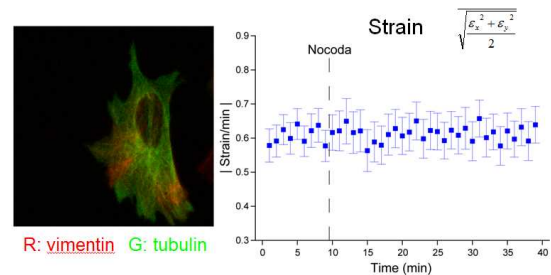 Strain
√((εₓ² + εᵧ²)/2)
Nocoda
0.9
0.8
0.7
0.6
0.5
0.4
0.3
| Strain/min |
0 5 10 15 20 25 30 35 40
Time (min)
R: vimentin G: tubulin